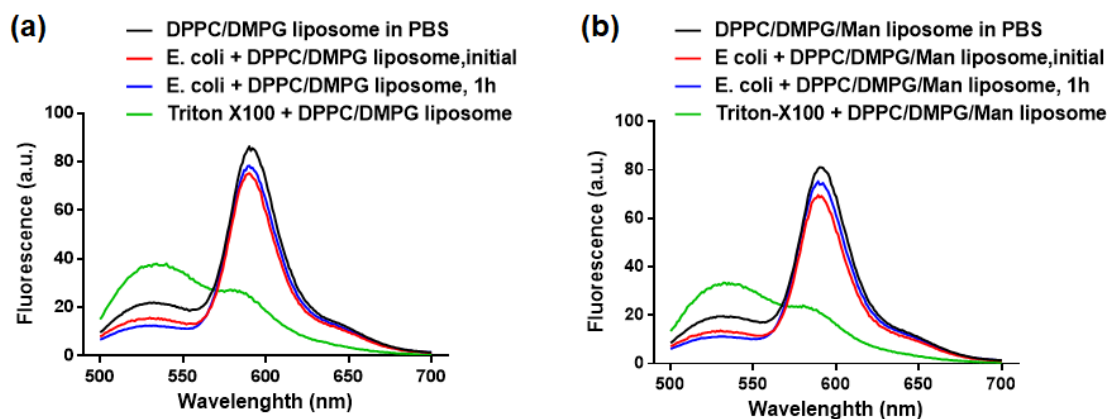 (a)
DPPC/DMPG liposome in PBS
E. coli + DPPC/DMPG liposome,initial
E. coli + DPPC/DMPG liposome, 1h
Triton X100 + DPPC/DMPG liposome
Fluorescence (a.u.)
100
80
60
40
20
0
500 550 600 650 700
Wavelenghth (nm)
(b)
DPPC/DMPG/Man liposome in PBS
E coli + DPPC/DMPG/Man liposome,initial
E. coli + DPPC/DMPG/Man liposome, 1h
Triton-X100 + DPPC/DMPG/Man liposome
Fluorescence (a.u.)
100
80
60
40
20
0
500 550 600 650 700
Wavelenghth (nm)